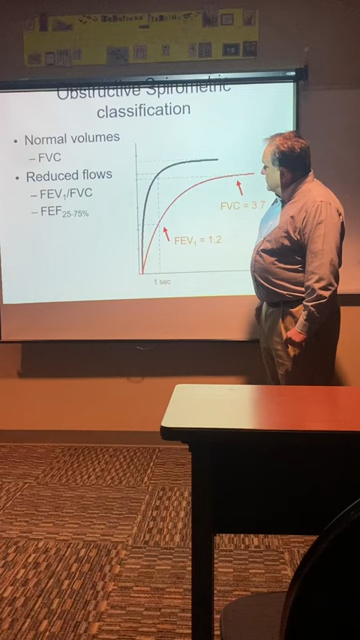 Obstructive Spirometric
classification
• Normal volumes
– FVC
• Reduced flows
– FEV₁/FVC
– FEF₂₅₋₇₅%
FVC = 3.7
FEV₁ = 1.2
1 sec